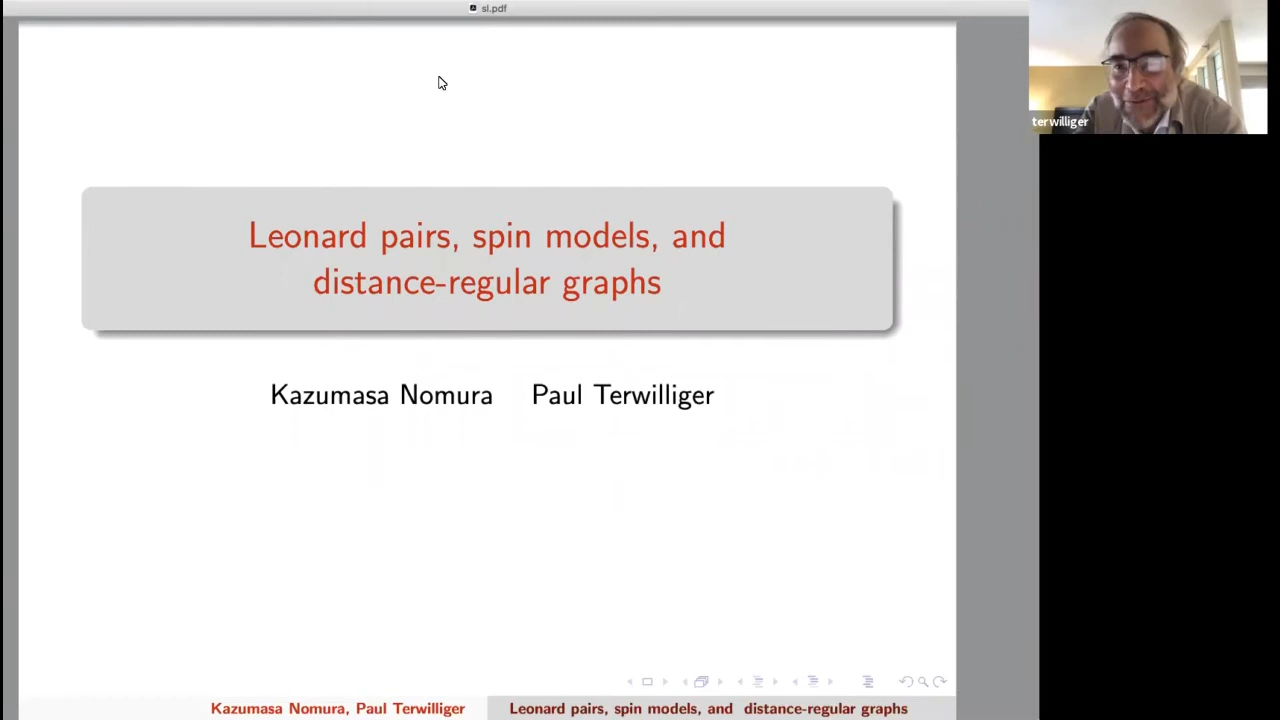 sl.pdf
terwilliger
Leonard pairs, spin models, and
distance-regular graphs
Kazumasa Nomura Paul Terwilliger
Kazumasa Nomura, Paul Terwilliger
Leonard pairs, spin models, and distance-regular graphs